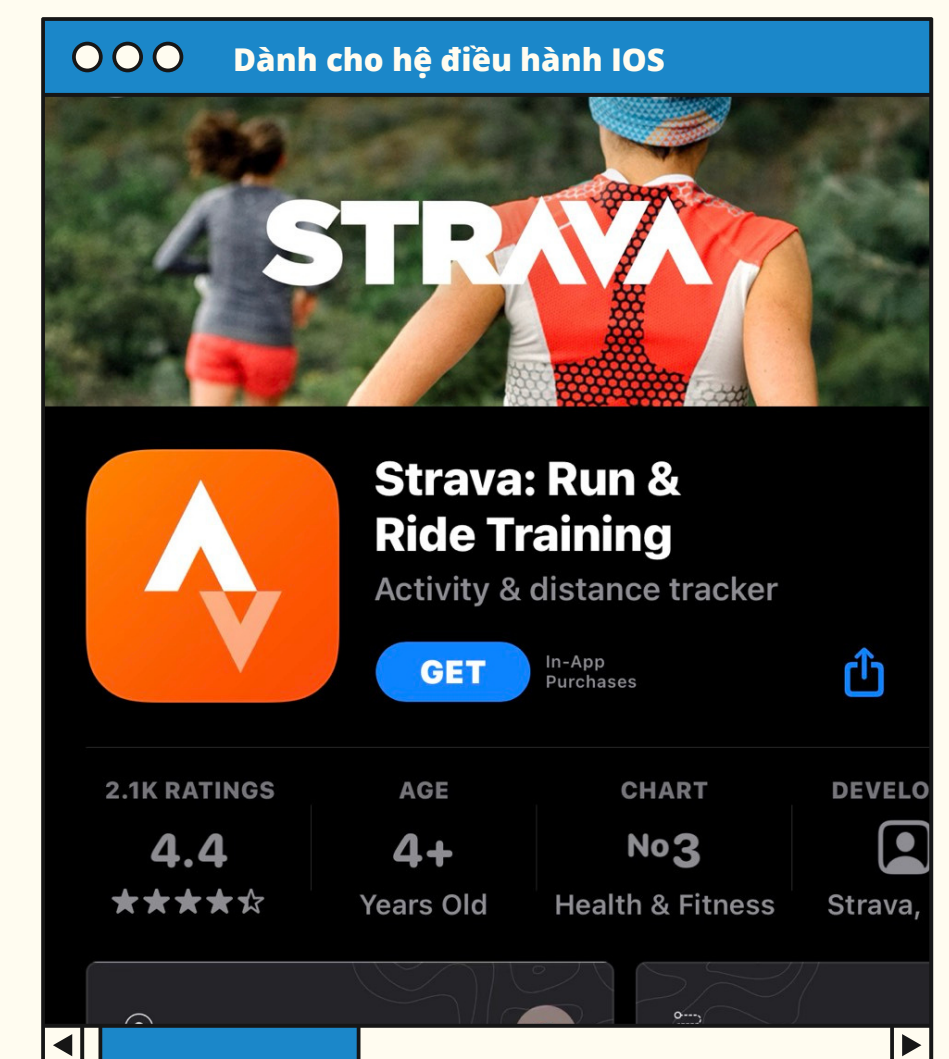 Dành cho hệ điều hành IOS
STRAVA
Strava: Run &
Ride Training
Activity & distance tracker
GET
In-App
Purchases
2.1K RATINGS
4.4
AGE
4+
Years Old
CHART
No3
Health & Fitness
DEVELO
Strava,